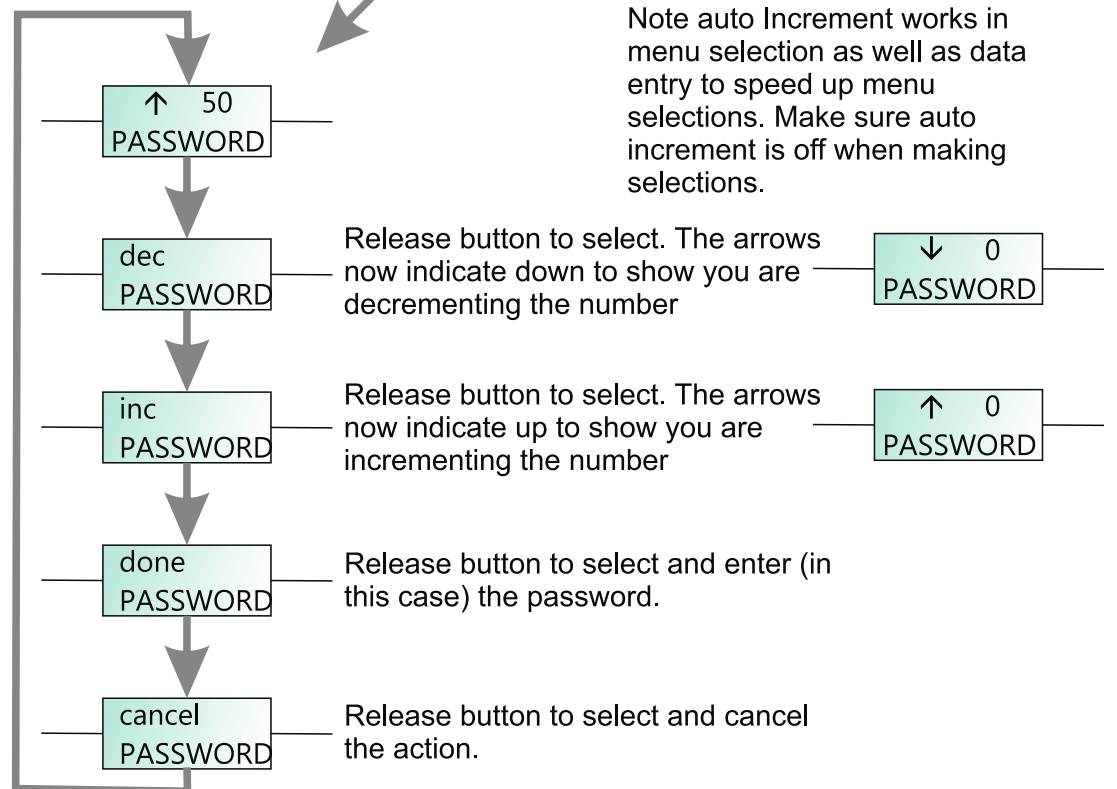 Note auto Increment works in
menu selection as well as data
entry to speed up menu
selections. Make sure auto
increment is off when making
selections.
↑ 50
PASSWORD
dec
PASSWORD
Release button to select. The arrows
now indicate down to show you are
decrementing the number
↓ 0
PASSWORD
inc
PASSWORD
Release button to select. The arrows
now indicate up to show you are
incrementing the number
↑ 0
PASSWORD
done
PASSWORD
Release button to select and enter (in
this case) the password.
cancel
PASSWORD
Release button to select and cancel
the action.